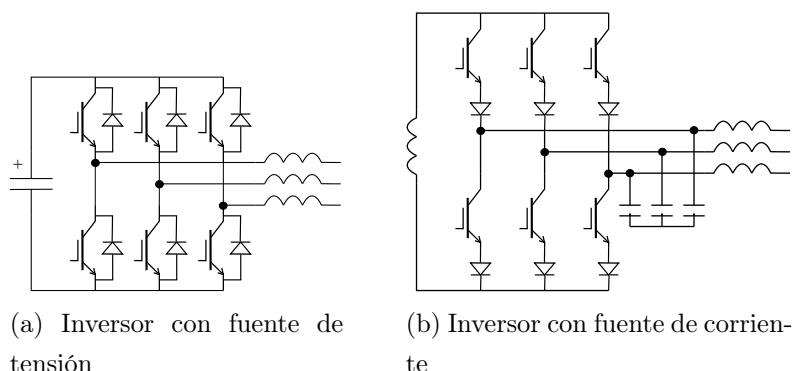 +
(a) Inversor con fuente de
tensión
(b) Inversor con fuente de corrien-
te